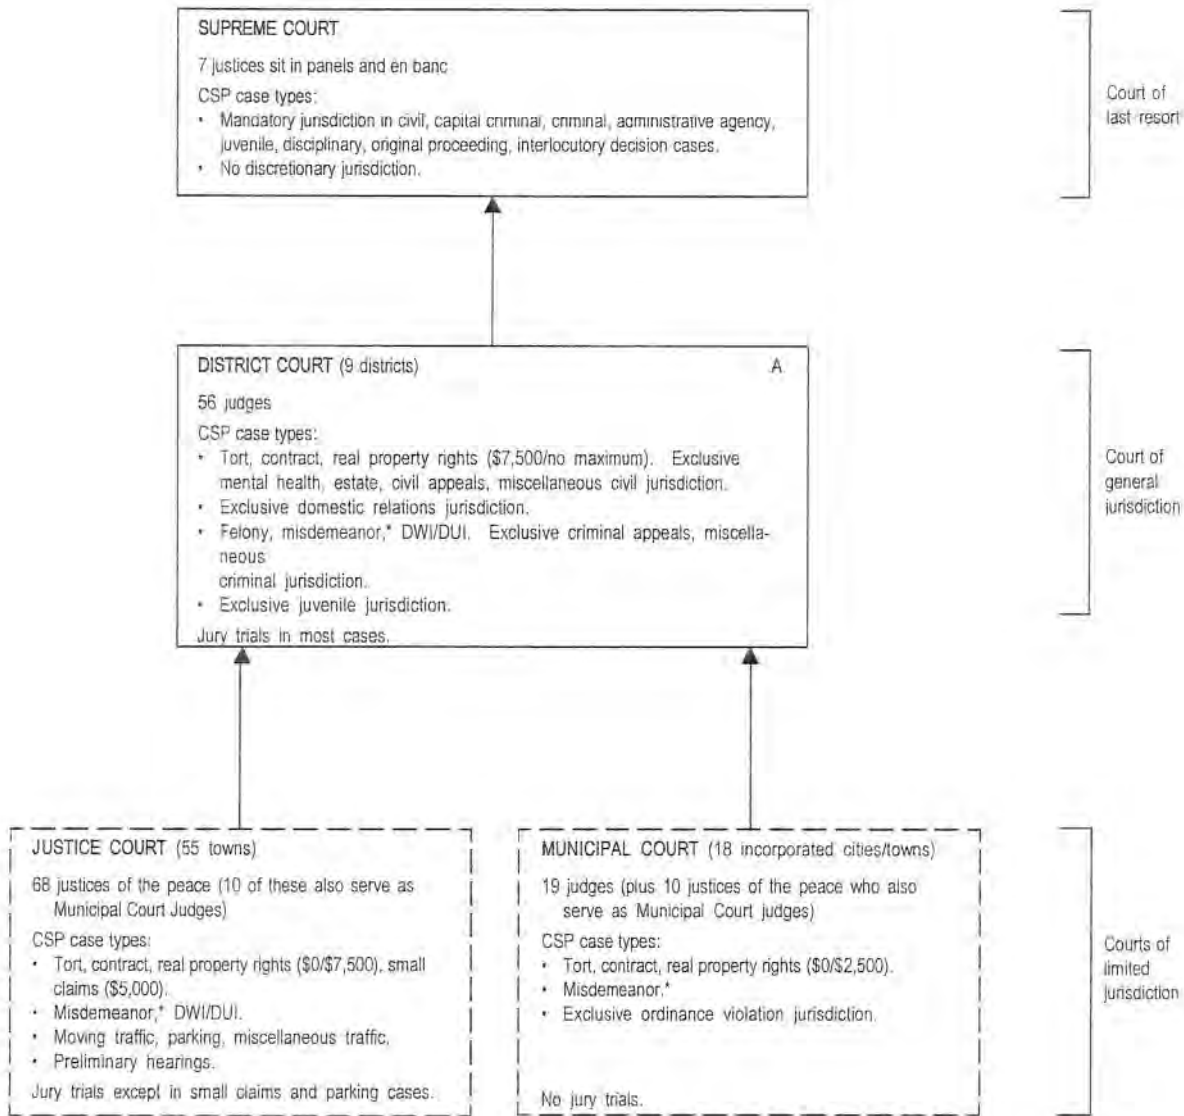 SUPREME COURT
7 justices sit in panels and en banc
CSP case types:
• Mandatory jurisdiction in civil, capital criminal, criminal, administrative agency,
juvenile, disciplinary, original proceeding, interlocutory decision cases.
• No discretionary jurisdiction.
Court of
last resort
DISTRICT COURT (9 districts) A
56 judges
CSP case types:
• Tort, contract, real property rights ($7,500/no maximum). Exclusive
mental health, estate, civil appeals, miscellaneous civil jurisdiction.
• Exclusive domestic relations jurisdiction.
• Felony, misdemeanor,* DWI/DUI. Exclusive criminal appeals, miscella-
neous
criminal jurisdiction.
• Exclusive juvenile jurisdiction.
Jury trials in most cases.
Court of
general
jurisdiction
JUSTICE COURT (55 towns)
68 justices of the peace (10 of these also serve as
Municipal Court Judges)
CSP case types:
• Tort, contract, real property rights ($0/$7,500), small
claims ($5,000).
• Misdemeanor,* DWI/DUI.
• Moving traffic, parking, miscellaneous traffic.
• Preliminary hearings.
Jury trials except in small claims and parking cases.
MUNICIPAL COURT (18 incorporated cities/towns)
19 judges (plus 10 justices of the peace who also
serve as Municipal Court judges)
CSP case types:
• Tort, contract, real property rights ($0/$2,500).
• Misdemeanor.*
• Exclusive ordinance violation jurisdiction.
No jury trials.
Courts of
limited
jurisdiction